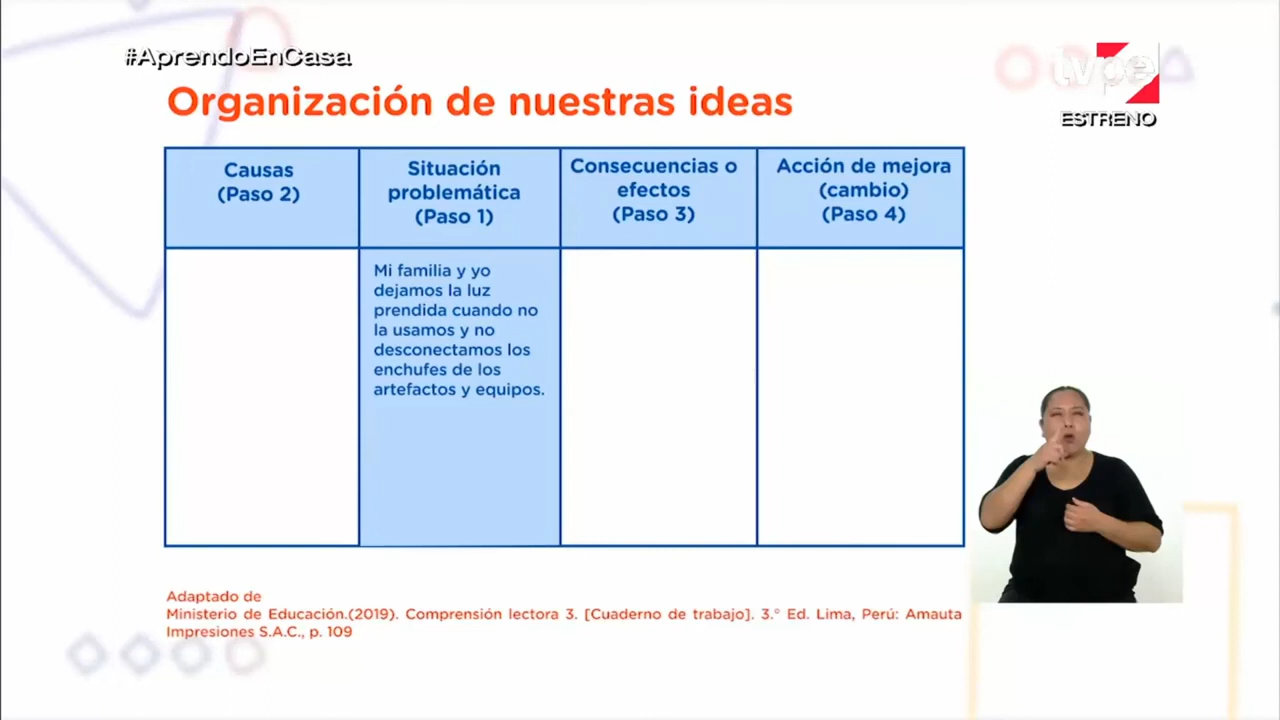 #AprendoEnCasa
tvpe
ESTRENO
Organización de nuestras ideas
Causas
(Paso 2)
Situación
problemática
(Paso 1)
Consecuencias o
efectos
(Paso 3)
Acción de mejora
(cambio)
(Paso 4)
Mi familia y yo
dejamos la luz
prendida cuando no
la usamos y no
desconectamos los
enchufes de los
artefactos y equipos.
Adaptado de
Ministerio de Educación.(2019). Comprensión lectora 3. [Cuaderno de trabajo]. 3.° Ed. Lima, Perú: Amauta
Impresiones S.A.C., p. 109